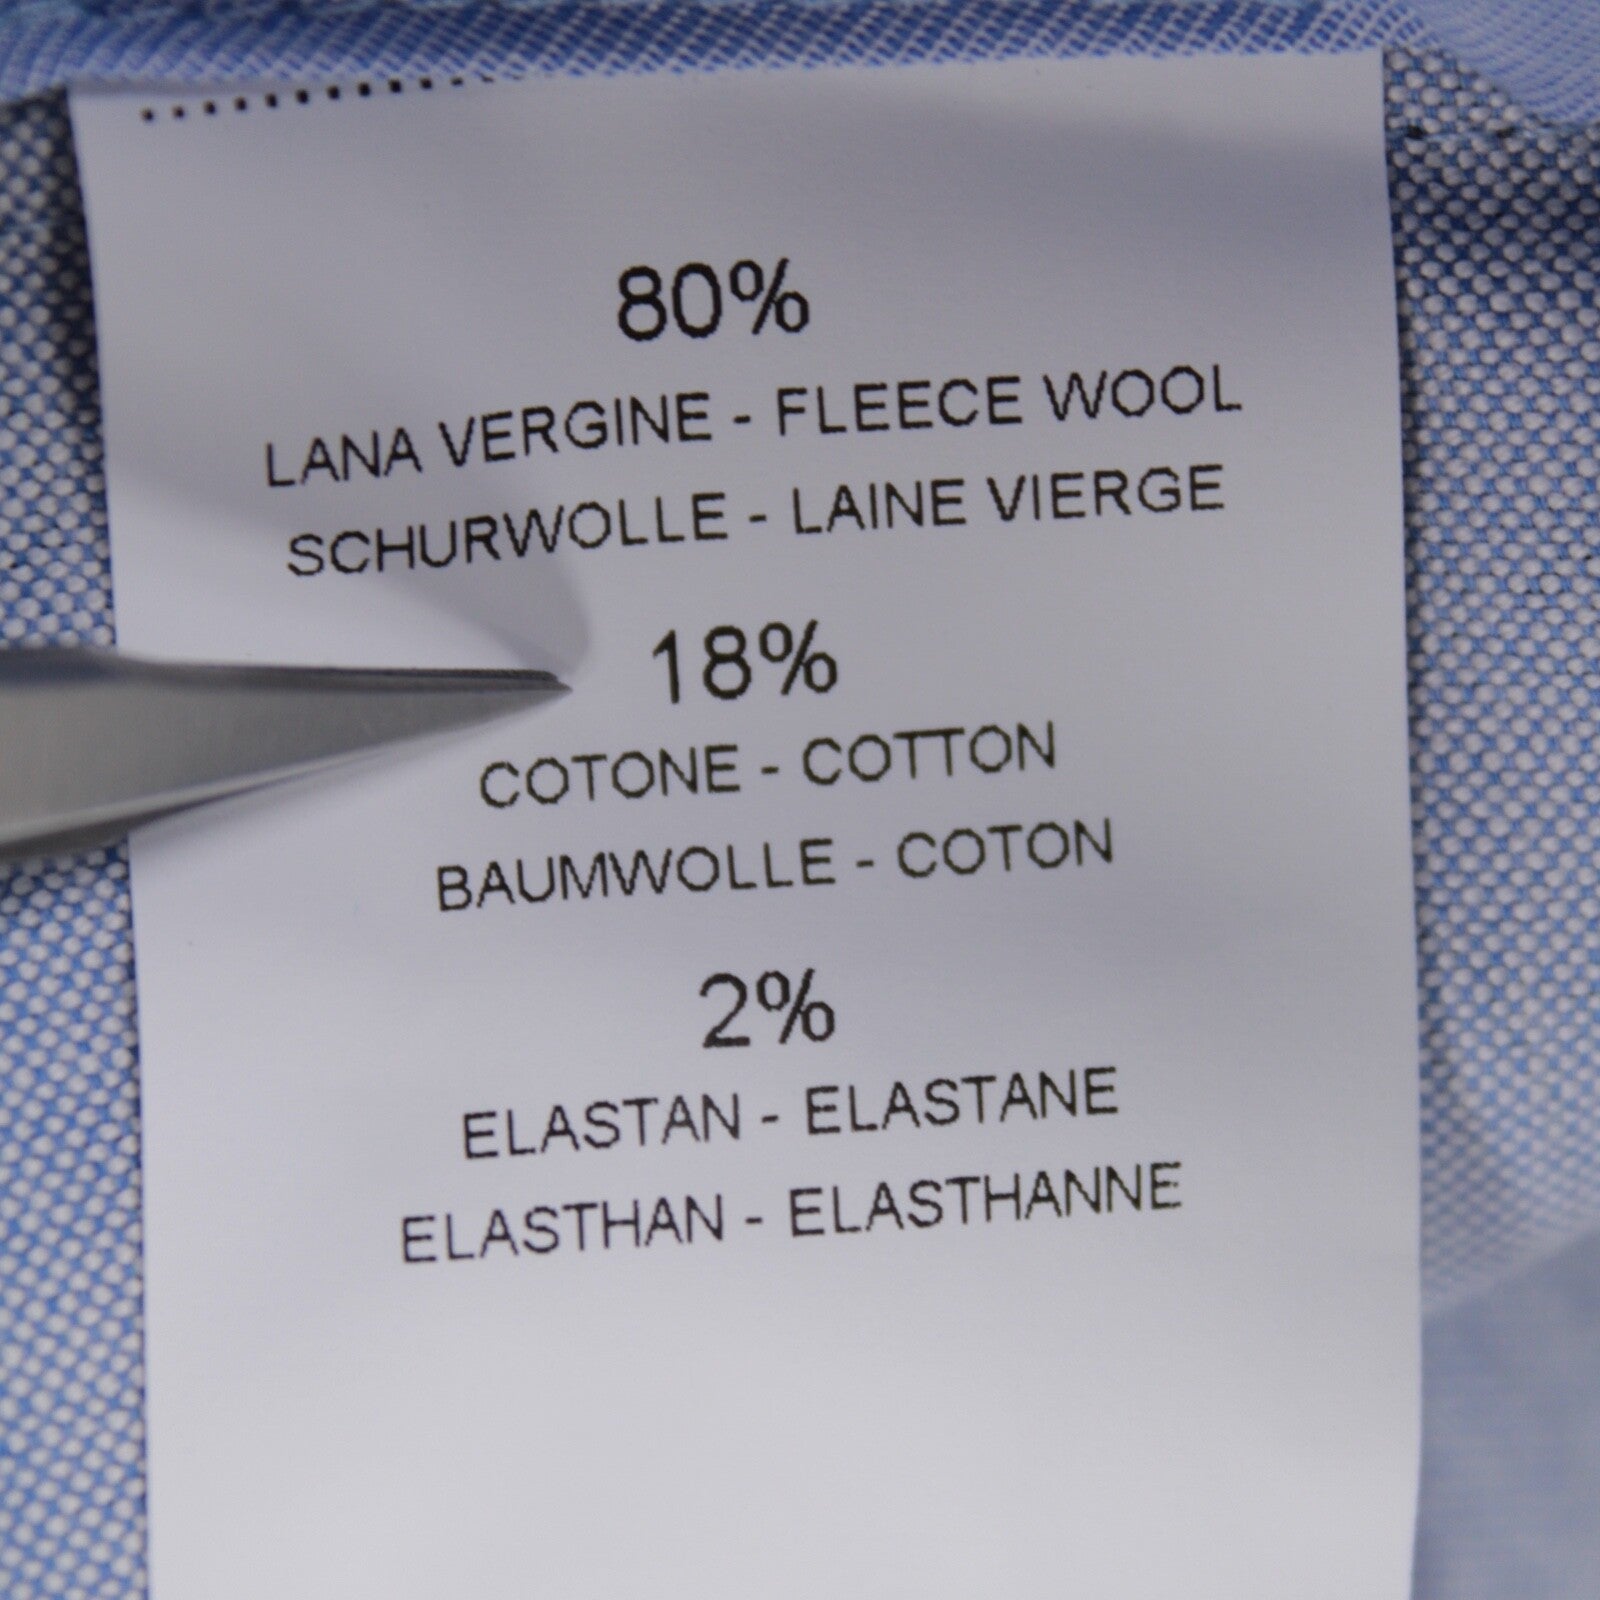 80%
LANA VERGINE - FLEECE WOOL
SCHURWOLLE - LAINE VIERGE
18%
COTONE - COTTON
BAUMWOLLE - COTON
2%
ELASTAN - ELASTANE
ELASTHAN - ELASTHANNE